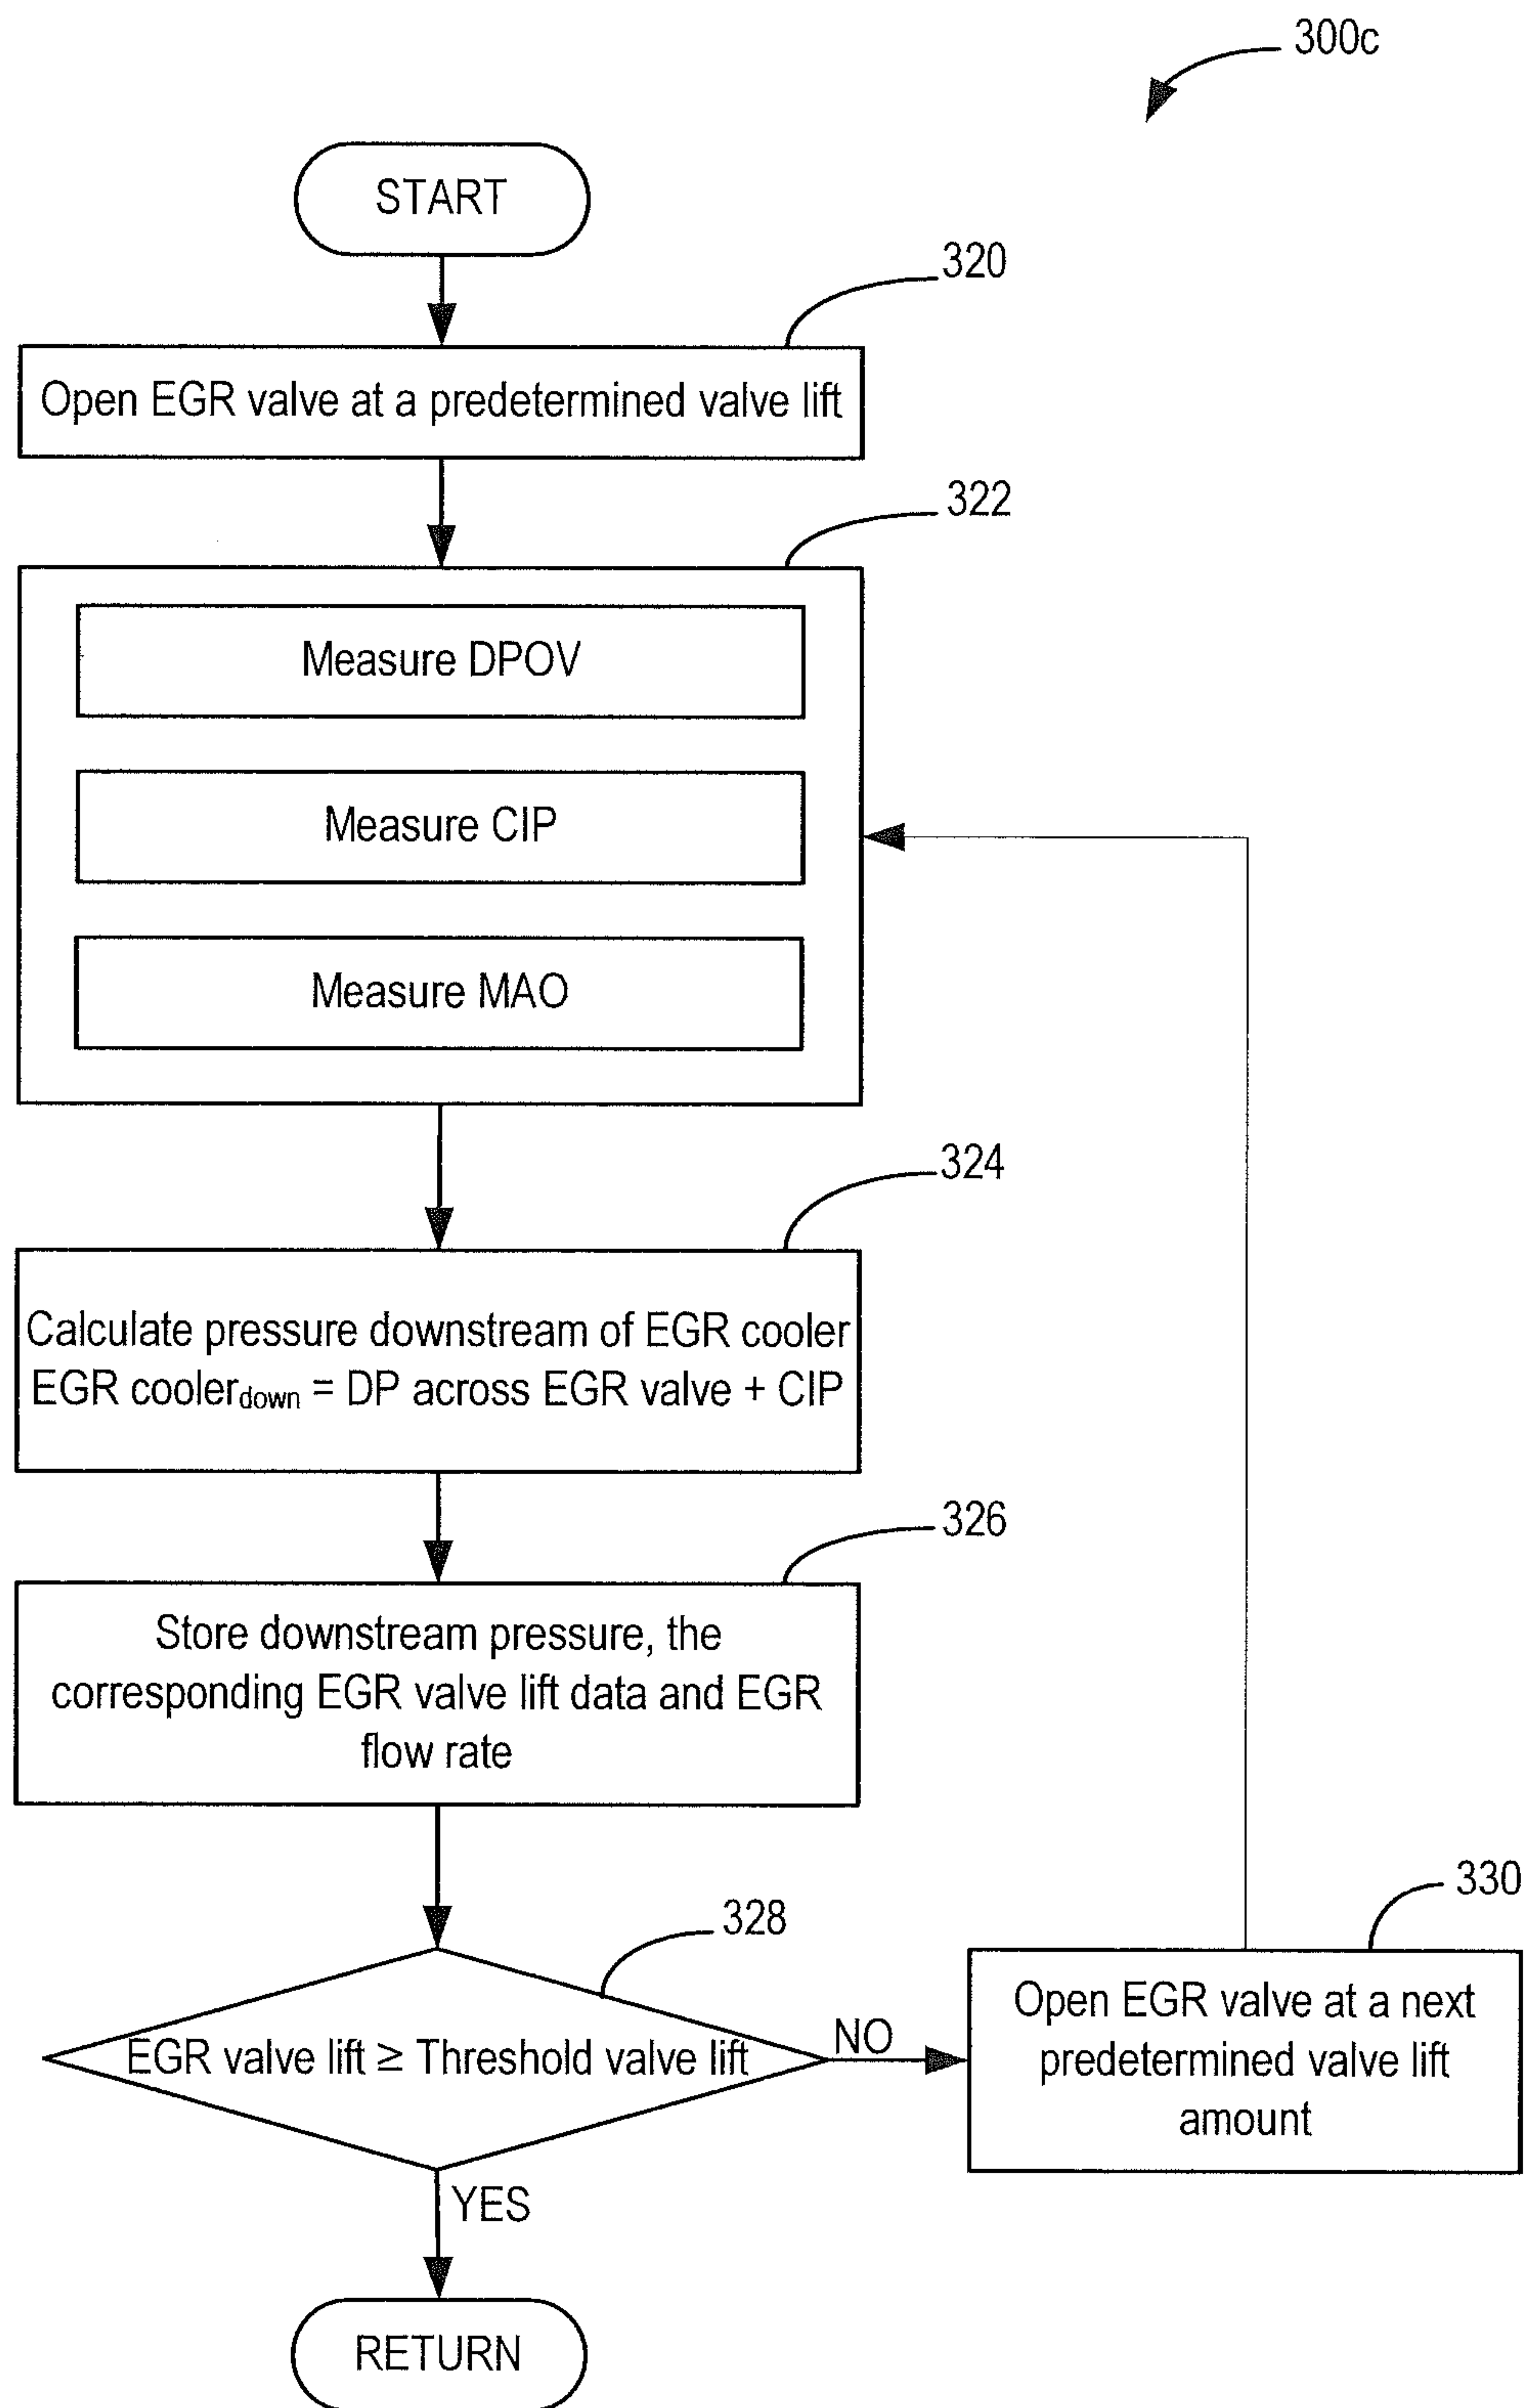 300c
START
320
Open EGR valve at a predetermined valve lift
322
Measure DPOV
Measure CIP
Measure MAO
324
Calculate pressure downstream of EGR cooler
EGR cooler_down = DP across EGR valve + CIP
326
Store downstream pressure, the
corresponding EGR valve lift data and EGR
flow rate
328
EGR valve lift ≥ Threshold valve lift
NO
330
Open EGR valve at a next
predetermined valve lift
amount
YES
RETURN